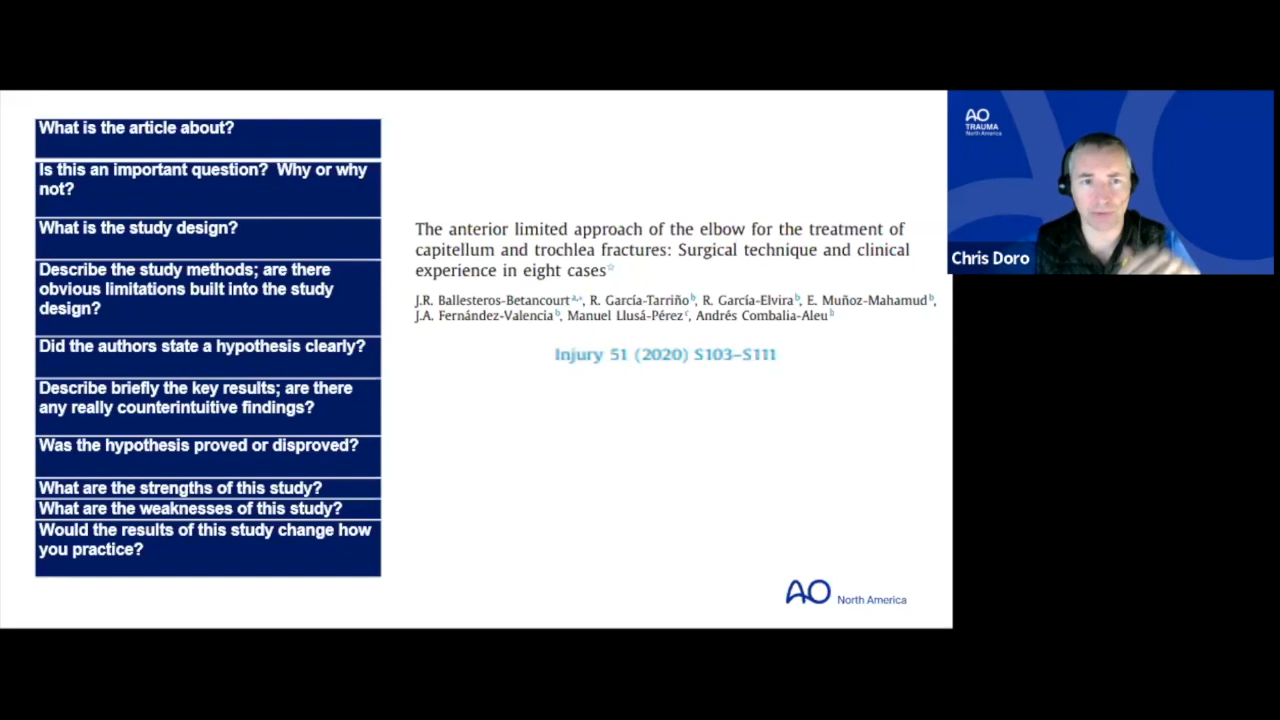 What is the article about?
Is this an important question? Why or why
not?
What is the study design?
Describe the study methods; are there
obvious limitations built into the study
design?
Did the authors state a hypothesis clearly?
Describe briefly the key results; are there
any really counterintuitive findings?
Was the hypothesis proved or disproved?
What are the strengths of this study?
What are the weaknesses of this study?
Would the results of this study change how
you practice?
The anterior limited approach of the elbow for the treatment of
capitellum and trochlea fractures: Surgical technique and clinical
experience in eight cases☆
J.R. Ballesteros-Betancourt a,*, R. García-Tarriño b, R. García-Elvira b, E. Muñoz-Mahamud b,
J.A. Fernández-Valencia b, Manuel Llusá-Pérez c, Andrés Combalia-Aleu b
Injury 51 (2020) S103–S111
AO North America
AO
TRAUMA
North America
Chris Doro